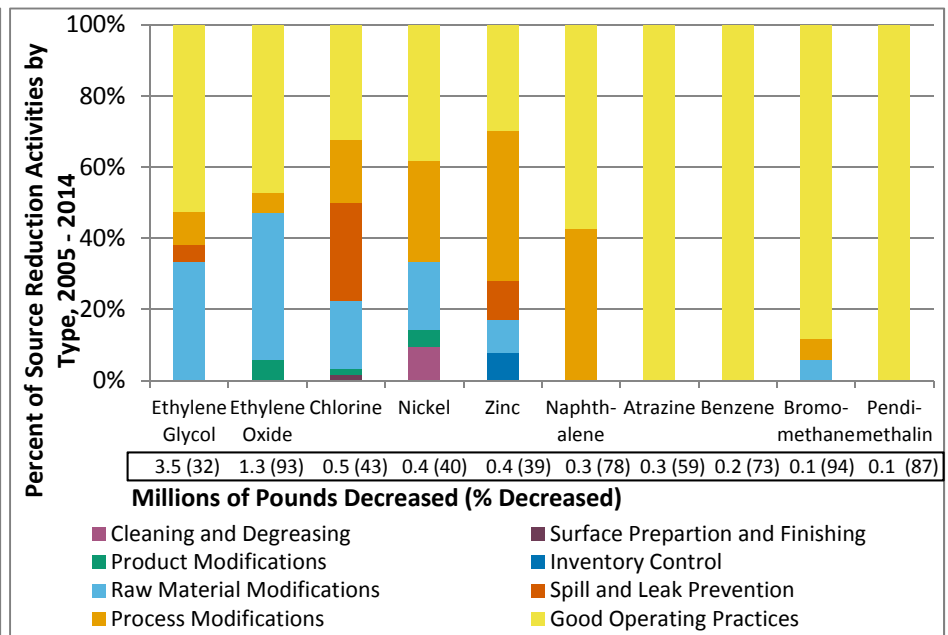 Percent of Source Reduction Activities by
Type, 2005 - 2014
100%
80%
60%
40%
20%
0%
Ethylene Ethylene Chlorine Nickel Zinc Naphth- Atrazine Benzene Bromo- Pendi-
Glycol Oxide alene methane methalin
3.5 (32) 1.3 (93) 0.5 (43) 0.4 (40) 0.4 (39) 0.3 (78) 0.3 (59) 0.2 (73) 0.1 (94) 0.1 (87)
Millions of Pounds Decreased (% Decreased)
Cleaning and Degreasing Surface Prepartion and Finishing
Product Modifications Inventory Control
Raw Material Modifications Spill and Leak Prevention
Process Modifications Good Operating Practices